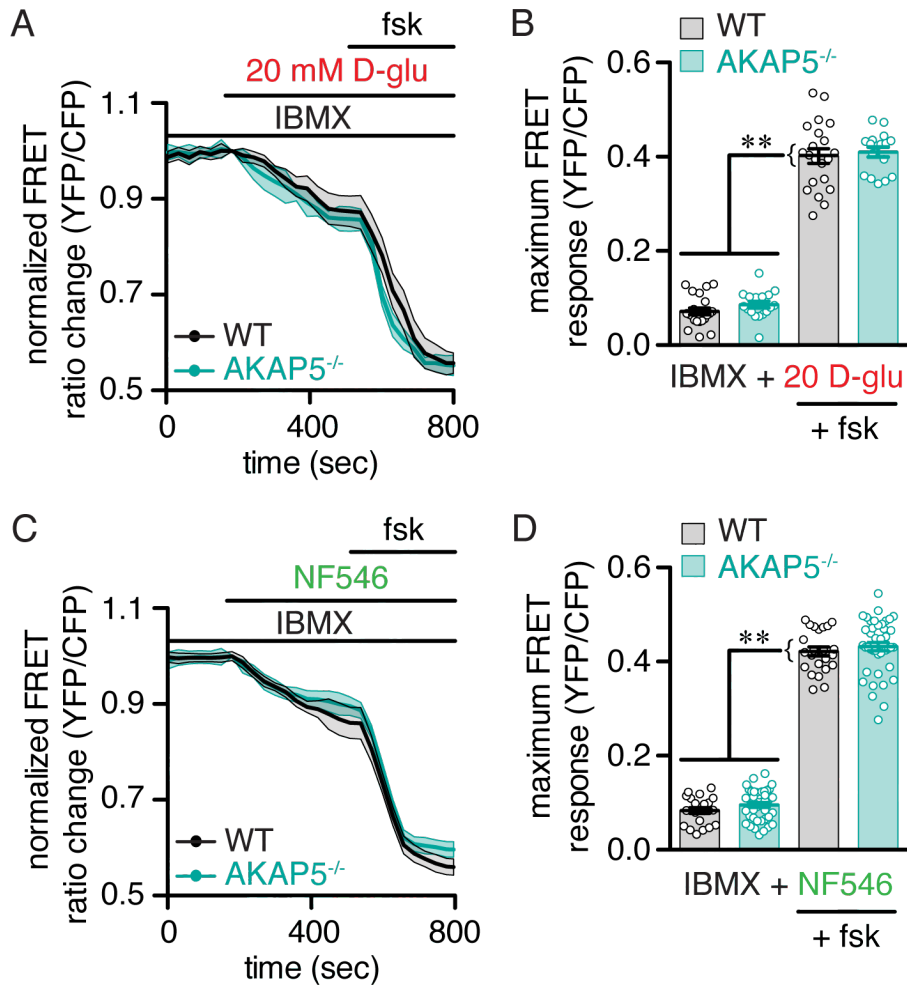 A
fsk
20 mM D-glu
IBMX
normalized FRET
ratio change (YFP/CFP)
1.1
0.9
0.7
0.5
WT
AKAP5-/-
0
400
800
time (sec)
B
WT
AKAP5-/-
maximum FRET
response (YFP/CFP)
0.6
0.4
0.2
0.0
**
{
IBMX + 20 D-glu
+ fsk
C
fsk
NF546
IBMX
normalized FRET
ratio change (YFP/CFP)
1.1
0.9
0.7
0.5
WT
AKAP5-/-
0
400
800
time (sec)
D
WT
AKAP5-/-
maximum FRET
response (YFP/CFP)
0.6
0.4
0.2
0.0
**
{
IBMX + NF546
+ fsk